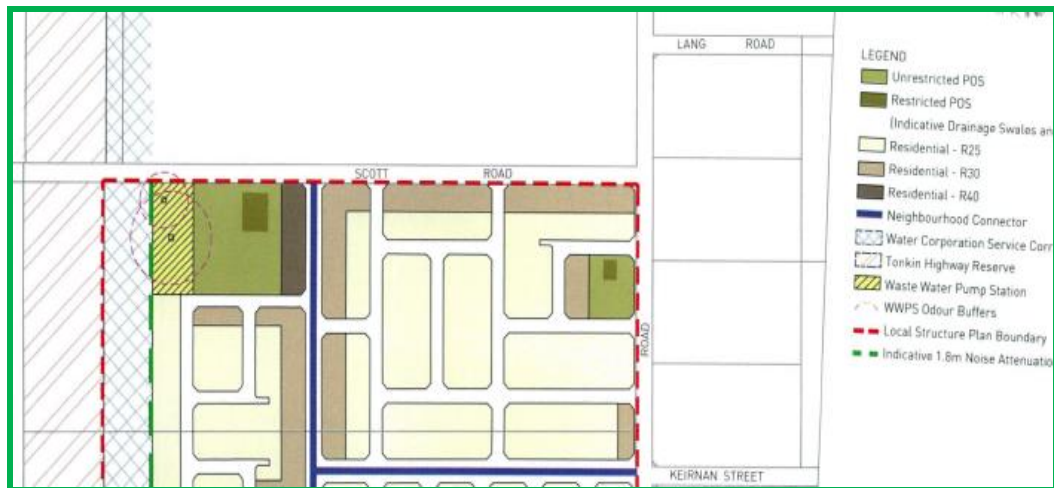 LANG ROAD
LEGEND
Unrestricted POS
Restricted POS
(Indicative Drainage Swales an
Residential - R25
SCOTT ROAD
Residential - R30
Residential - R40
Neighbourhood Connector
Water Corporation Service Corr
Tonkin Highway Reserve
Waste Water Pump Station
WWPS Odour Buffers
Local Structure Plan Boundary
ROAD
Indicative 1.8m Noise Attenuatio
KEIRNAN STREET